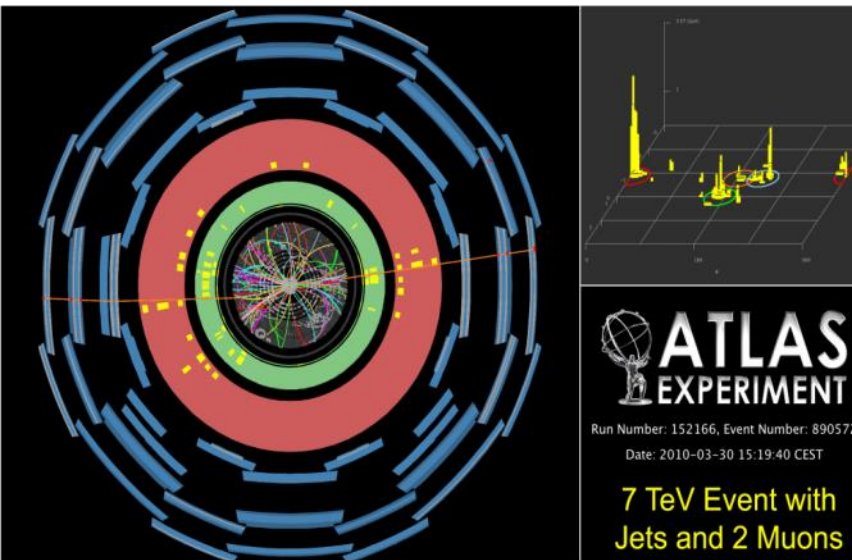 ATLAS
EXPERIMENT
Run Number: 152166, Event Number: 890572
Date: 2010-03-30 15:19:40 CEST
7 TeV Event with
Jets and 2 Muons